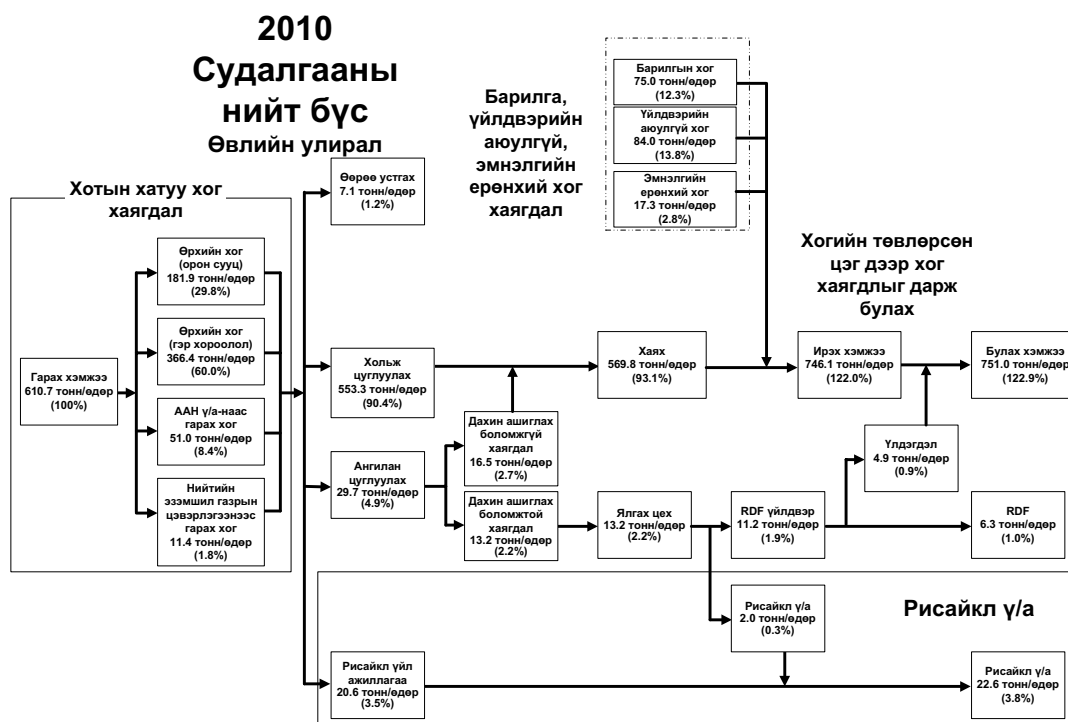 2010
Судалгааны
нийт бүс
Өвлийн улирал
Барилга,
үйлдвэрийн
аюулгүй,
эмнэлгийн
ерөнхий хог
хаягдал
Барилгын хог
75.0 тонн/өдөр
(12.3%)
Үйлдвэрийн
аюулгүй хог
84.0 тонн/өдөр
(13.8%)
Эмнэлгийн
ерөнхий хог
17.3 тонн/өдөр
(2.8%)
Хотын хатуу хог
хаягдал
Өөрөө устгах
7.1 тонн/өдөр
(1.2%)
Хогийн төвлөрсөн
цэг дээр хог
хаягдлыг дарж
булах
Гарах хэмжээ
610.7 тонн/өдөр
(100%)
Өрхийн хог
(орон сууц)
181.9 тонн/өдөр
(29.8%)
Өрхийн хог
(гэр хороолол)
366.4 тонн/өдөр
(60.0%)
ААН ү/а-наас
гарах хог
51.0 тонн/өдөр
(8.4%)
Нийтийн
эзэмшил газрын
цэвэрлэгээнээс
гарах хог
11.4 тонн/өдөр
(1.8%)
Хольж
цуглуулах
553.3 тонн/өдөр
(90.4%)
Хаях
569.8 тонн/өдөр
(93.1%)
Ирэх хэмжээ
746.1 тонн/өдөр
(122.0%)
Булах хэмжээ
751.0 тонн/өдөр
(122.9%)
Ангилан
цуглуулах
29.7 тонн/өдөр
(4.9%)
Дахин ашиглах
боломжгүй
хаягдал
16.5 тонн/өдөр
(2.7%)
Дахин ашиглах
боломжтой
хаягдал
13.2 тонн/өдөр
(2.2%)
Үлдэгдэл
4.9 тонн/өдөр
(0.9%)
Ялгах цех
13.2 тонн/өдөр
(2.2%)
RDF үйлдвэр
11.2 тонн/өдөр
(1.9%)
RDF
6.3 тонн/өдөр
(1.0%)
Рисайкл ү/а
Рисайкл ү/а
2.0 тонн/өдөр
(0.3%)
Рисайкл үйл
ажиллагаа
20.6 тонн/өдөр
(3.5%)
Рисайкл ү/а
22.6 тонн/өдөр
(3.8%)